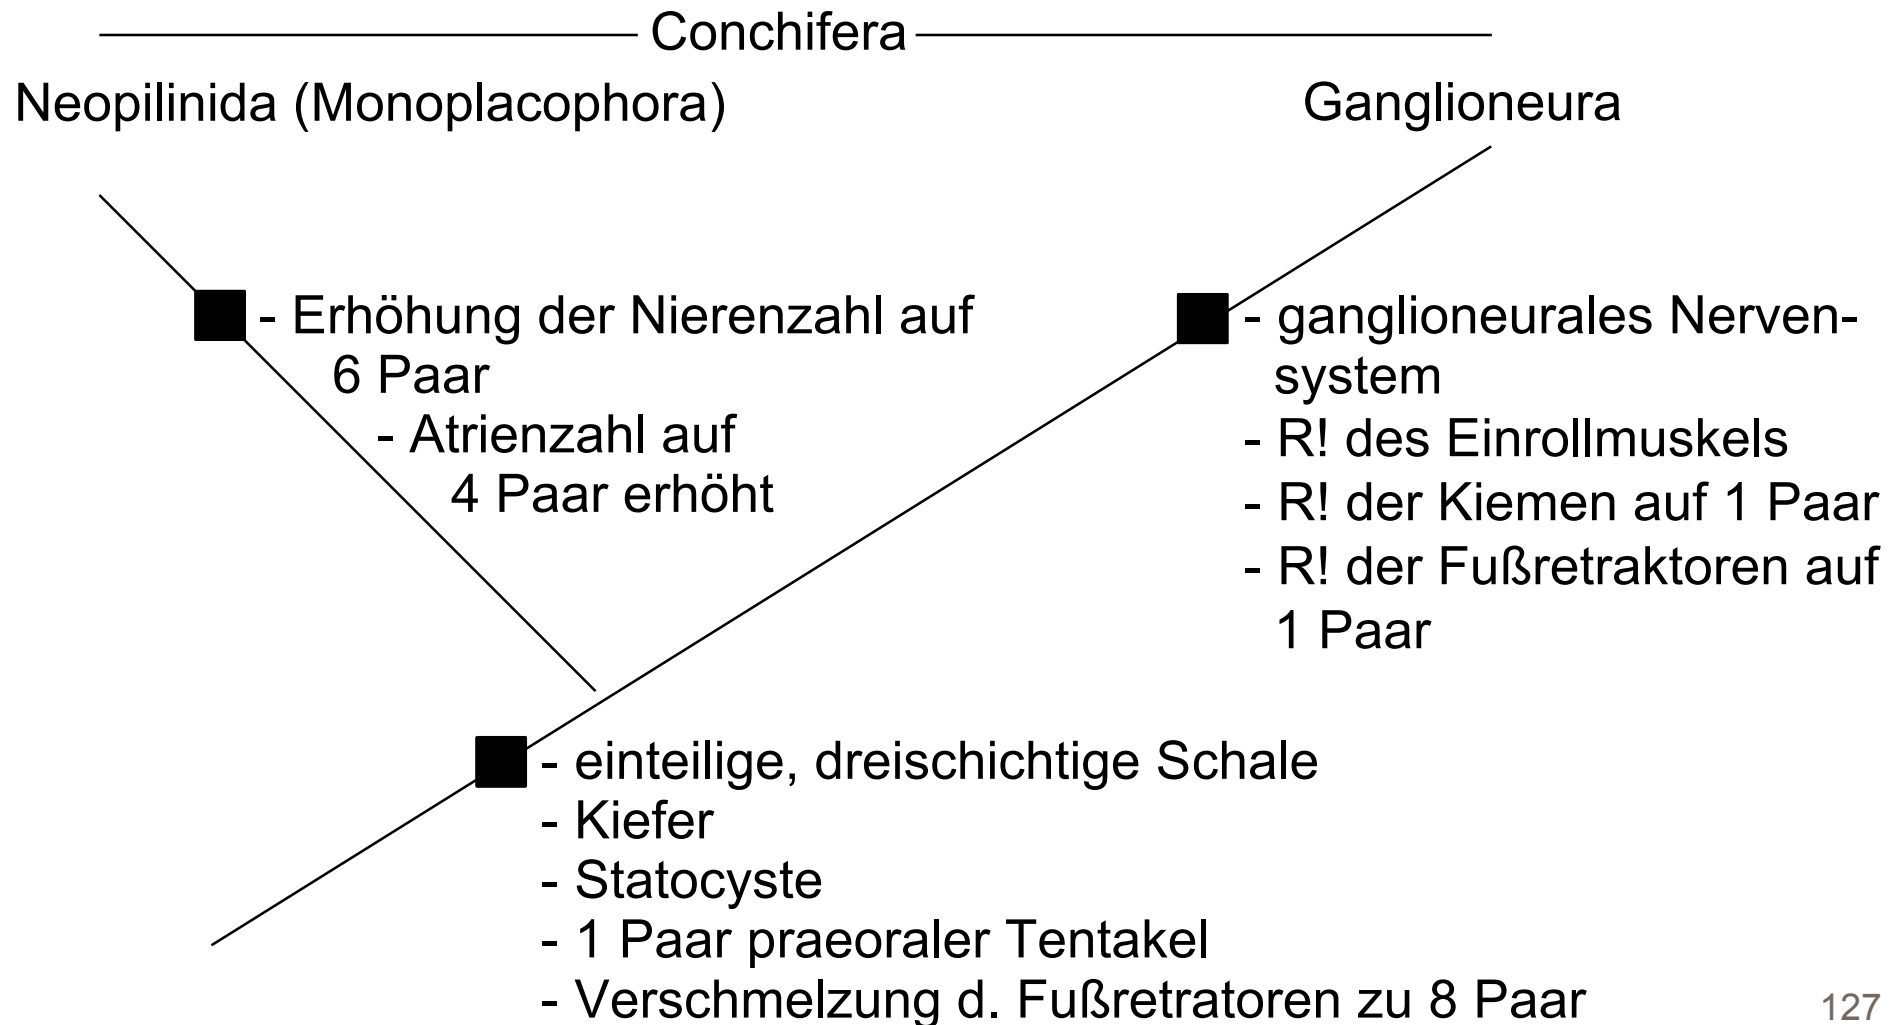 Conchifera
Neopilinida (Monoplacophora)
Ganglioneura
- Erhöhung der Nierenzahl auf
6 Paar
- Atrienzahl auf
4 Paar erhöht
- ganglioneurales Nerven-
system
- R! des Einrollmuskels
- R! der Kiemen auf 1 Paar
- R! der Fußretraktoren auf
1 Paar
- einteilige, dreischichtige Schale
- Kiefer
- Statocyste
- 1 Paar praeoraler Tentakel
- Verschmelzung d. Fußretratoren zu 8 Paar
127